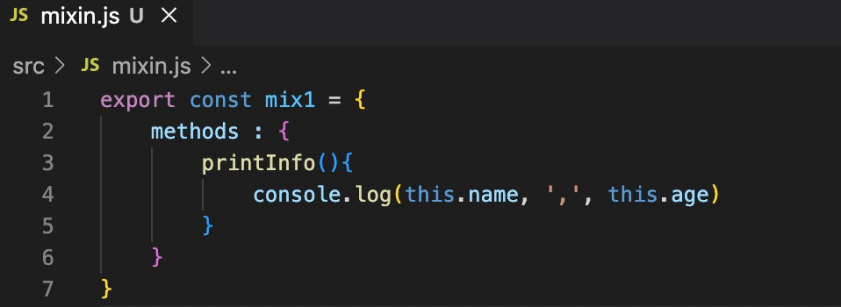 JS mixin.js U ×
src > JS mixin.js > ...
1 export const mix1 = {
2     methods : {
3         printInfo(){
4             console.log(this.name, ',', this.age)
5         }
6     }
7 }